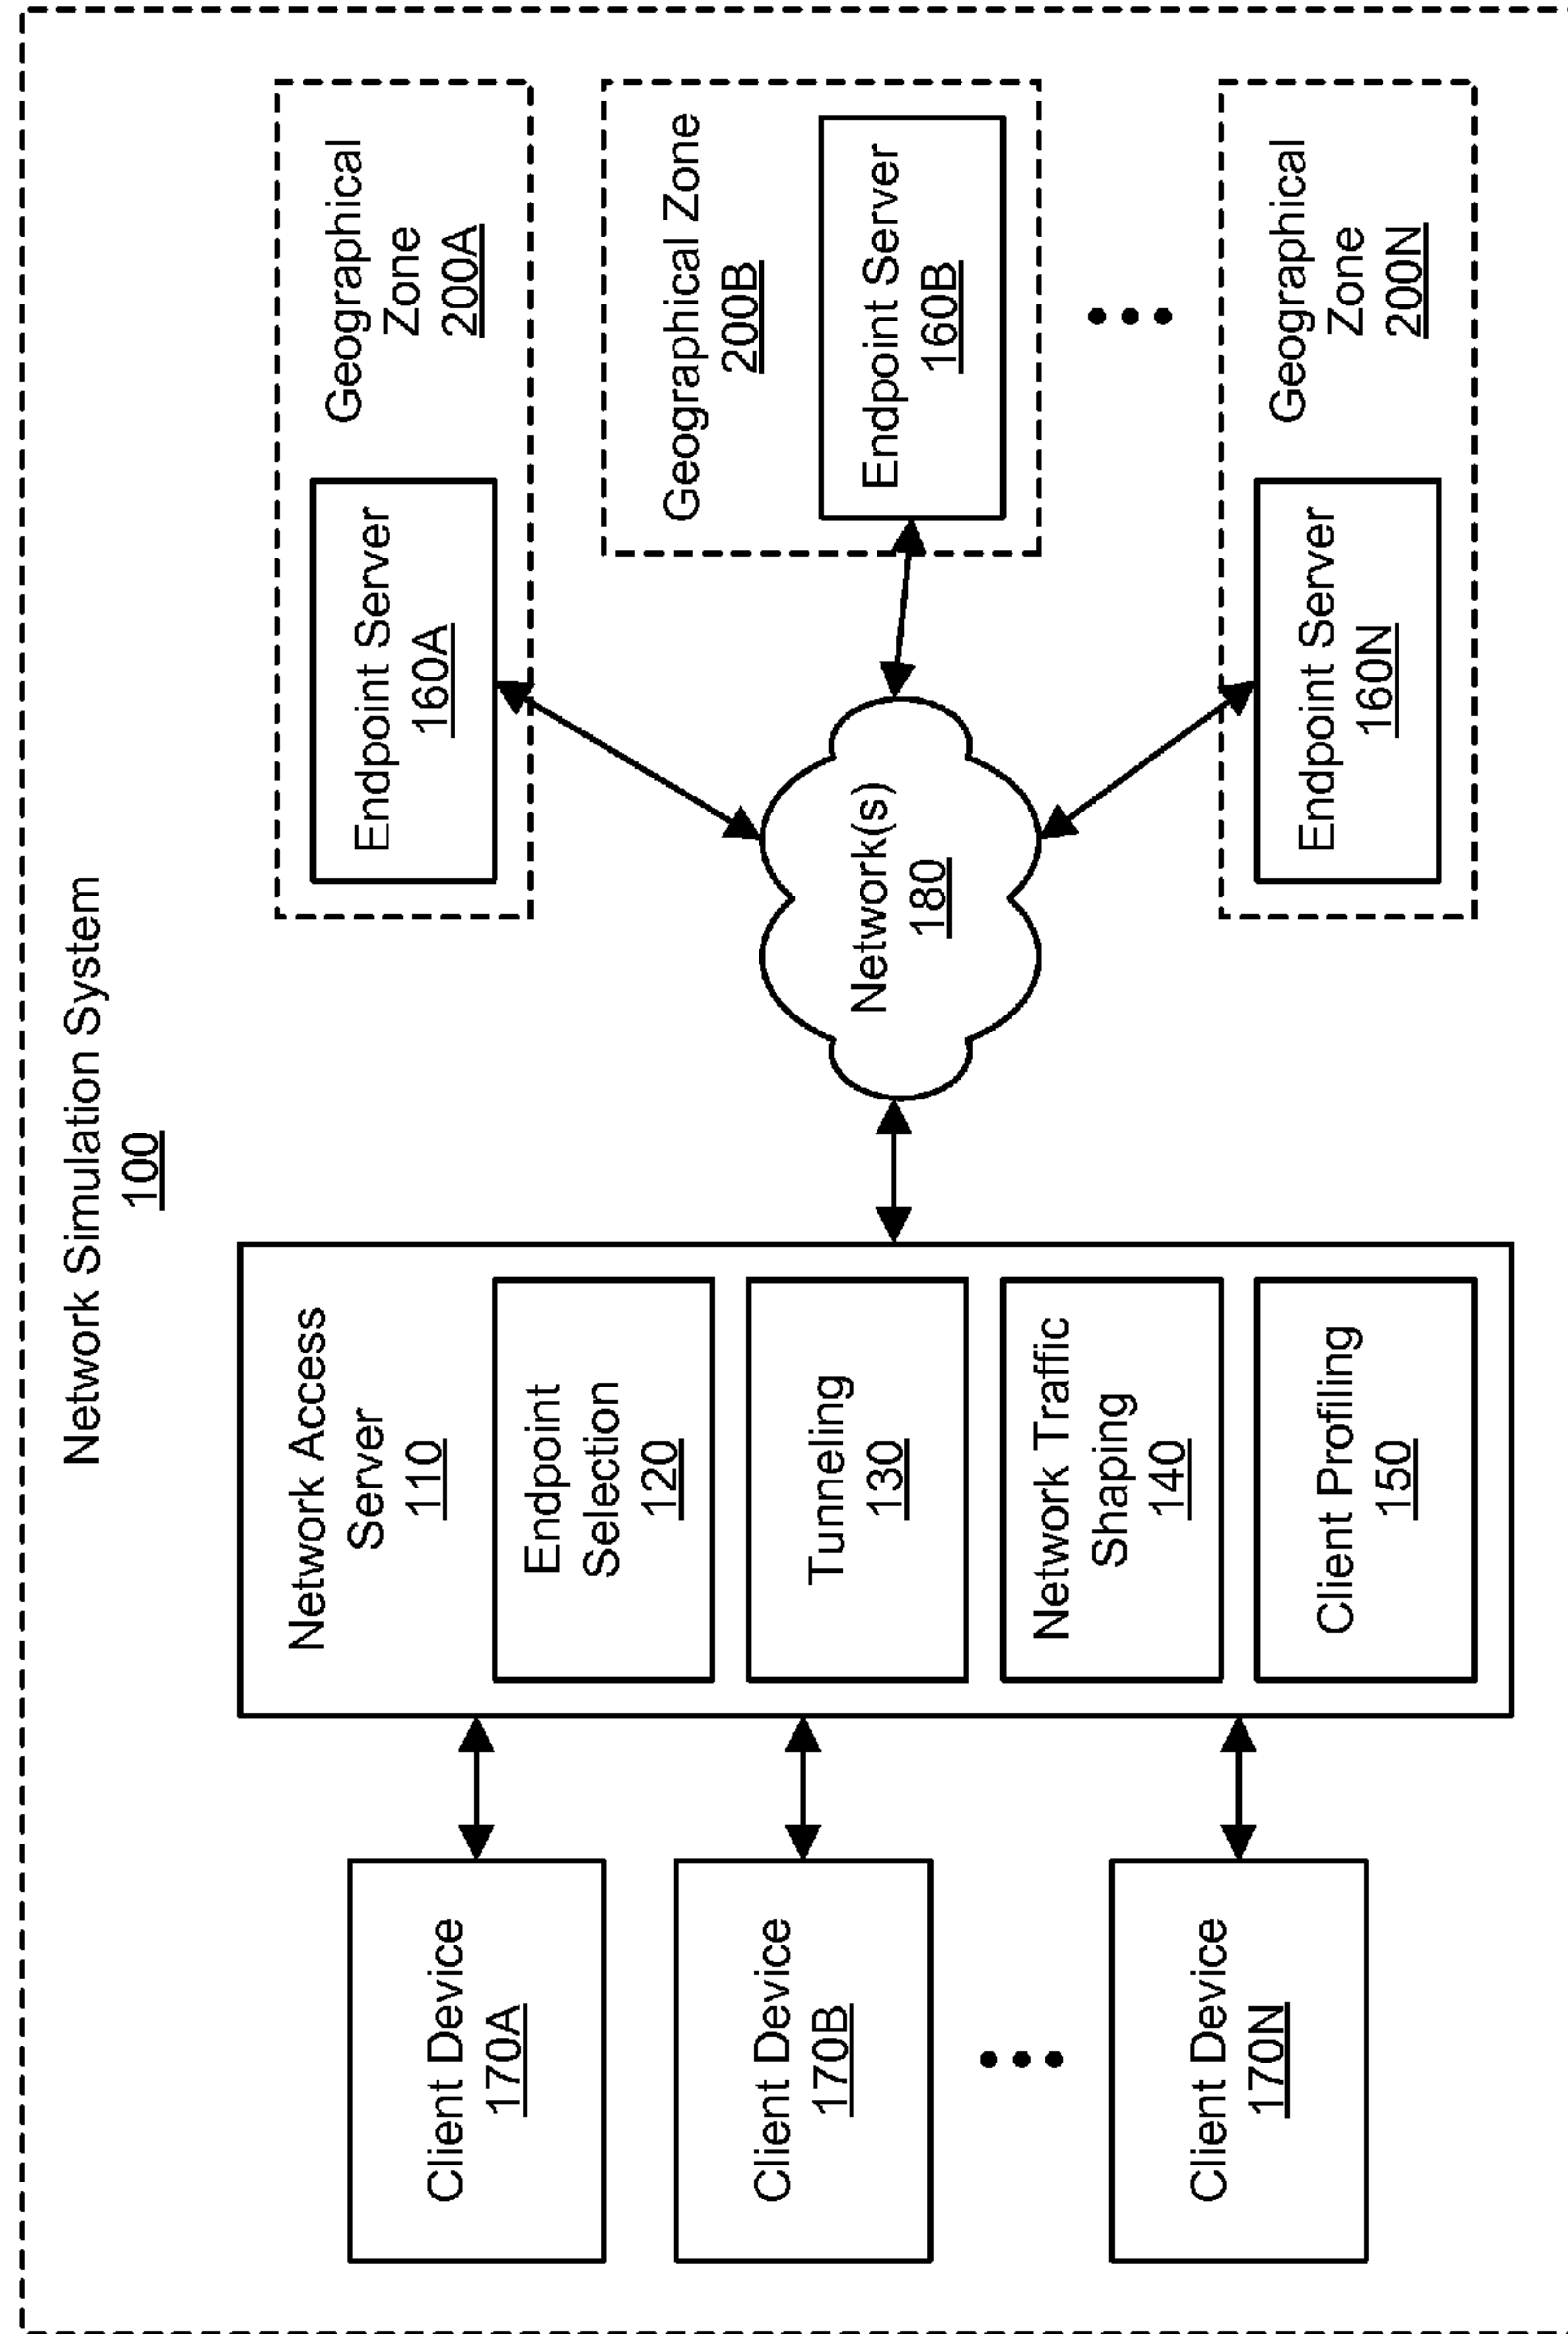 Network Simulation System
100
Client Device
170A
Client Device
170B
Client Device
170N
Network Access
Server
110
Endpoint
Selection
120
Tunneling
130
Network Traffic
Shaping
140
Client Profiling
150
Network(s)
180
Endpoint Server
160A
Geographical
Zone
200A
Geographical Zone
200B
Endpoint Server
160B
Endpoint Server
160N
Geographical
Zone
200N